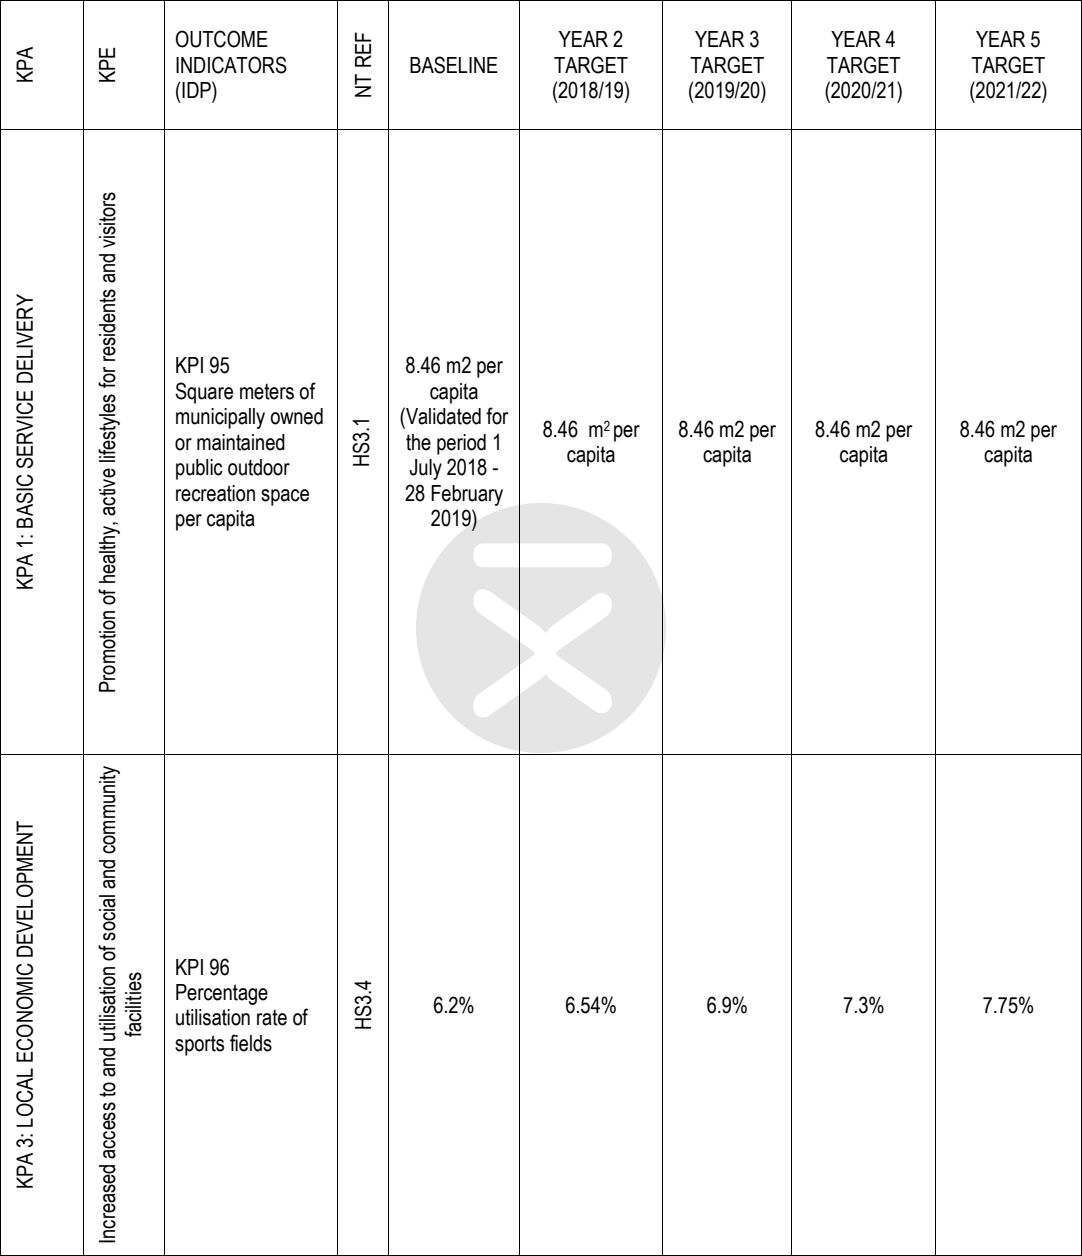 KPA
KPE
OUTCOME
INDICATORS
(IDP)
NT REF
BASELINE
YEAR 2
TARGET
(2018/19)
YEAR 3
TARGET
(2019/20)
YEAR 4
TARGET
(2020/21)
YEAR 5
TARGET
(2021/22)
KPA 1: BASIC SERVICE DELIVERY
Promotion of healthy, active lifestyles for residents and visitors
KPI 95
Square meters of
municipally owned
or maintained
public outdoor
recreation space
per capita
HS3.1
8.46 m2 per
capita
(Validated for
the period 1
July 2018 -
28 February
2019)
8.46 m² per
capita
8.46 m2 per
capita
8.46 m2 per
capita
8.46 m2 per
capita
KPA 3: LOCAL ECONOMIC DEVELOPMENT
Increased access to and utilisation of social and community
facilities
KPI 96
Percentage
utilisation rate of
sports fields
HS3.4
6.2%
6.54%
6.9%
7.3%
7.75%